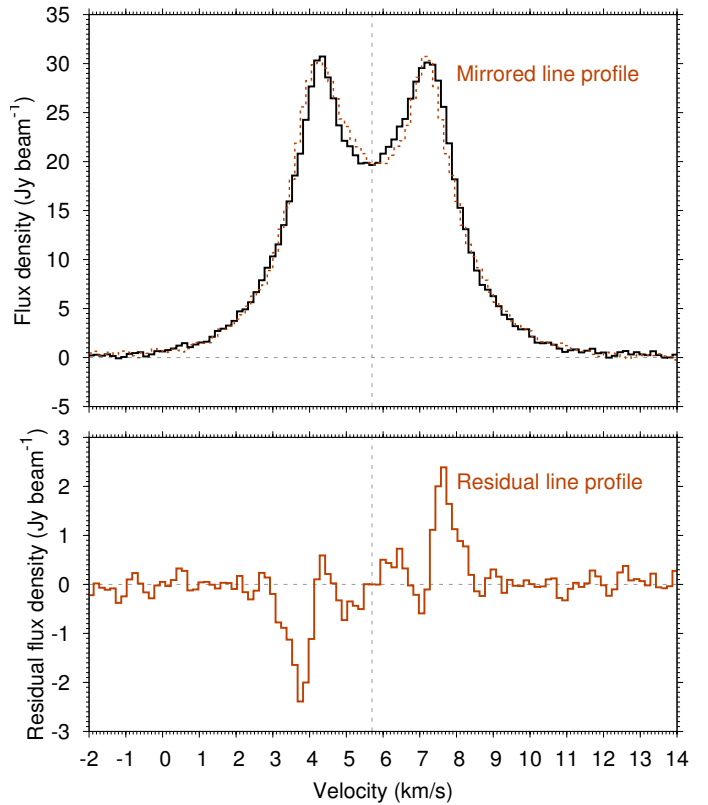 35
30
25
20
15
10
5
0
-5
Flux density (Jy beam⁻¹)
Mirrored line profile
3
2
1
0
-1
-2
-3
Residual flux density (Jy beam⁻¹)
Residual line profile
-2 -1 0 1 2 3 4 5 6 7 8 9 10 11 12 13 14
Velocity (km/s)